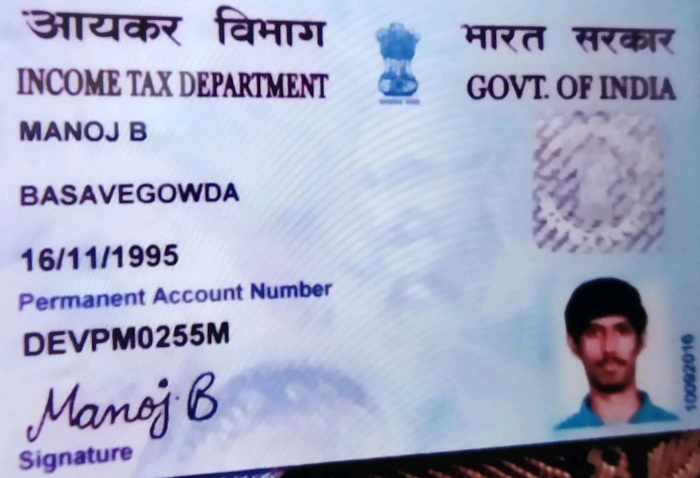 आयकर विभाग
भारत सरकार
INCOME TAX DEPARTMENT
GOVT. OF INDIA
MANOJ B
BASAVEGOWDA
16/11/1995
Permanent Account Number
DEVPM0255M
Manoj.B
Signature
10092016